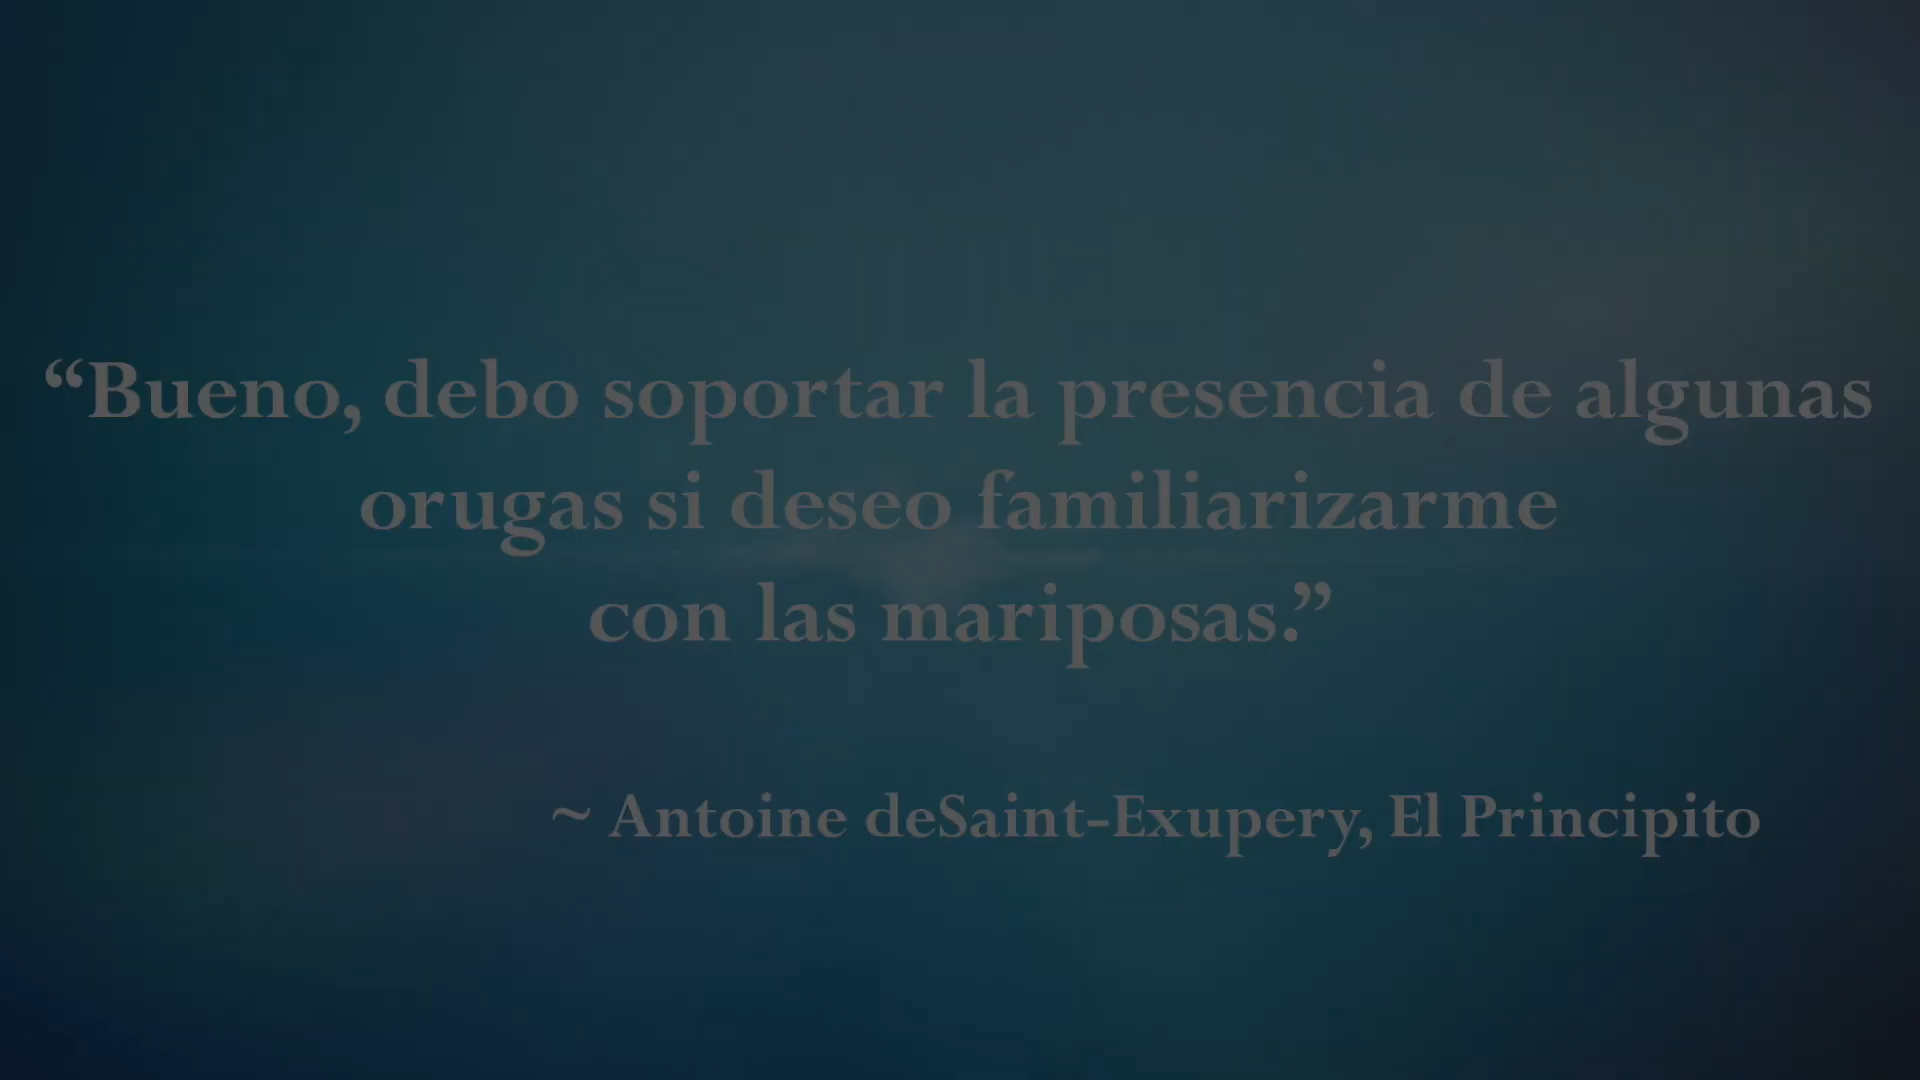 “Bueno, debo soportar la presencia de algunas
orugas si deseo familiarizarme
con las mariposas.”
~ Antoine deSaint-Exupery, El Principito